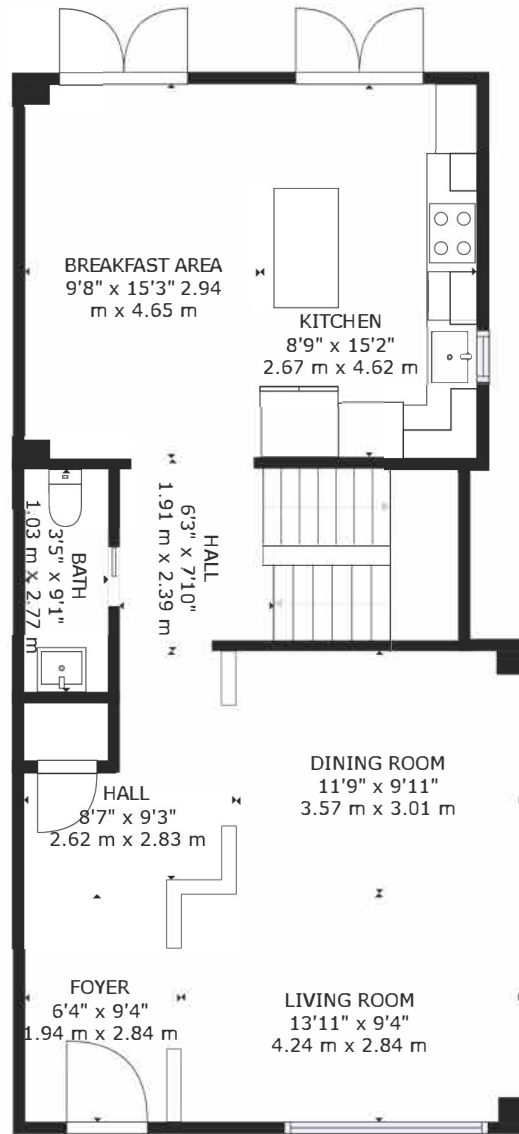 BREAKFAST AREA
9'8" x 15'3" 2.94
m x 4.65 m
KITCHEN
8'9" x 15'2"
2.67 m x 4.62 m
HALL
6'3" x 7'10"
1.91 m x 2.39 m
BATH
3'5" x 9'1"
1.03 m x 2.77 m
DINING ROOM
11'9" x 9'11"
3.57 m x 3.01 m
HALL
8'7" x 9'3"
2.62 m x 2.83 m
FOYER
6'4" x 9'4"
1.94 m x 2.84 m
LIVING ROOM
13'11" x 9'4"
4.24 m x 2.84 m